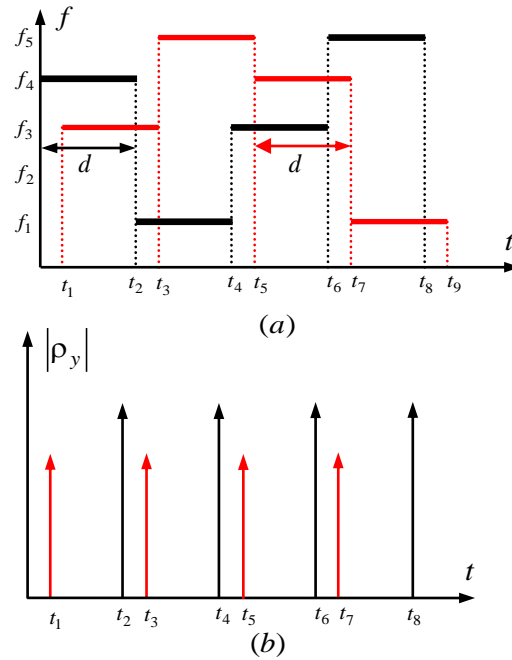 f
f₅
f₄
f₃
f₂
f₁
d
d
t
t₁ t₂ t₃ t₄ t₅ t₆ t₇ t₈ t₉
(a)
|ρ_y|
t
t₁ t₂ t₃ t₄ t₅ t₆ t₇ t₈
(b)